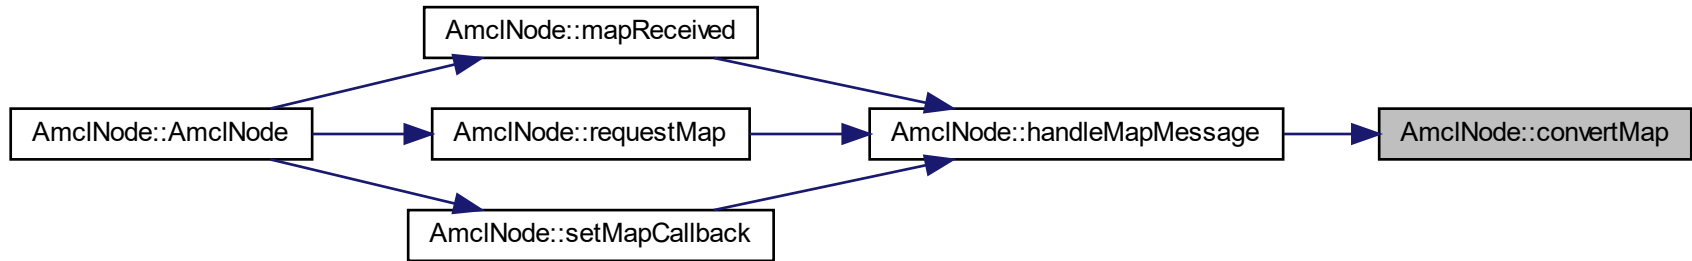 AmclNode::mapReceived
AmclNode::AmclNode
AmclNode::requestMap
AmclNode::handleMapMessage
AmclNode::convertMap
AmclNode::setMapCallback